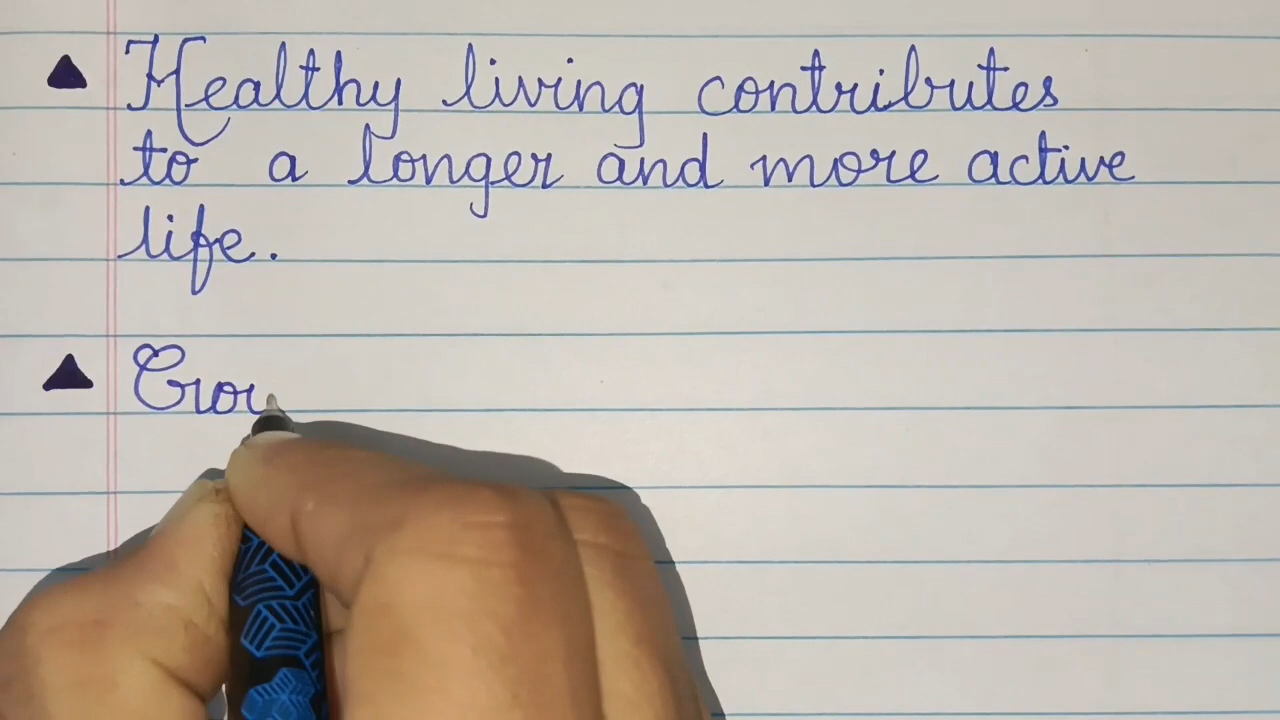 Healthy living contributes
to a longer and more active
life.